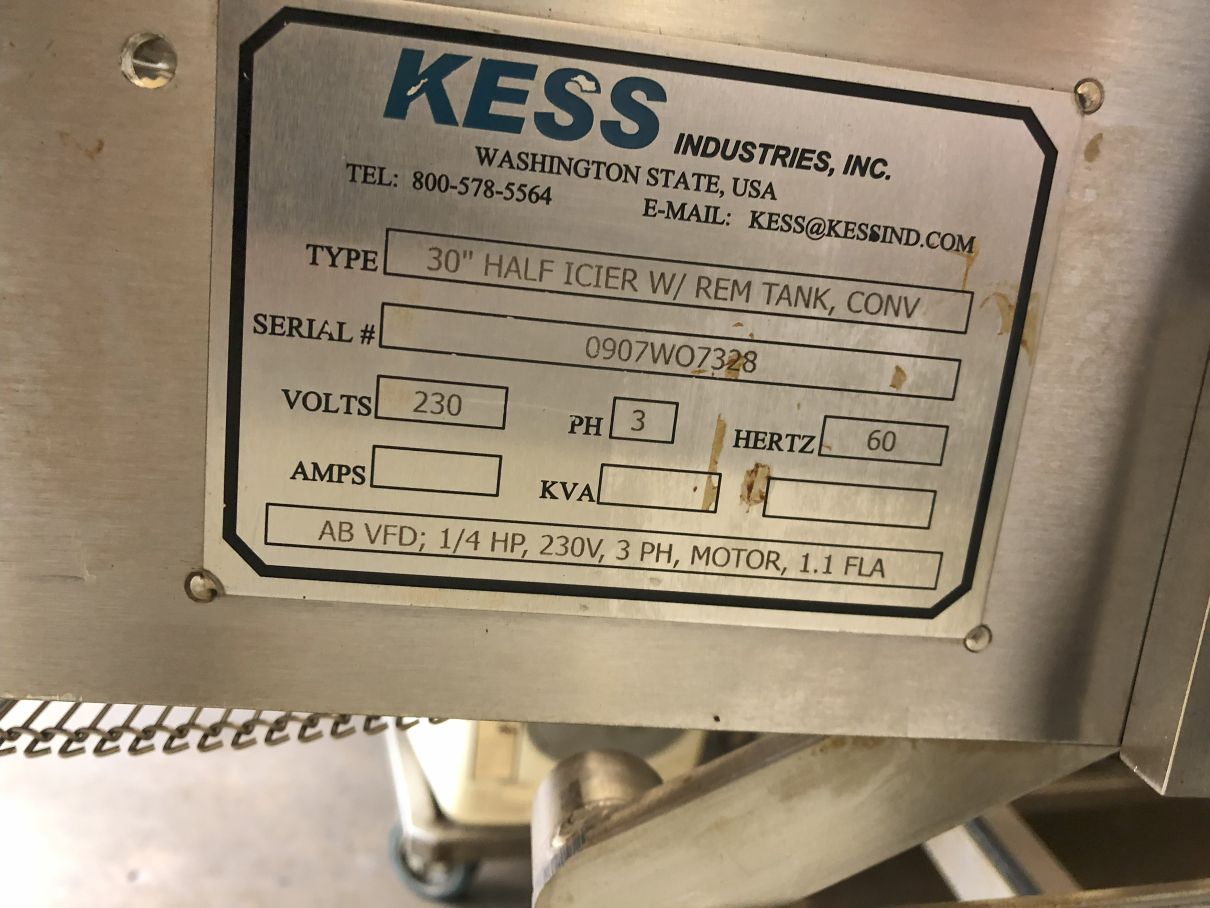 KESS INDUSTRIES, INC.
WASHINGTON STATE, USA
TEL: 800-578-5564 E-MAIL: KESS@KESSIND.COM
TYPE 30" HALF ICIER W/ REM TANK, CONV
SERIAL # 0907WO7328
VOLTS 230 PH 3 HERTZ 60
AMPS KVA
AB VFD; 1/4 HP, 230V, 3 PH, MOTOR, 1.1 FLA